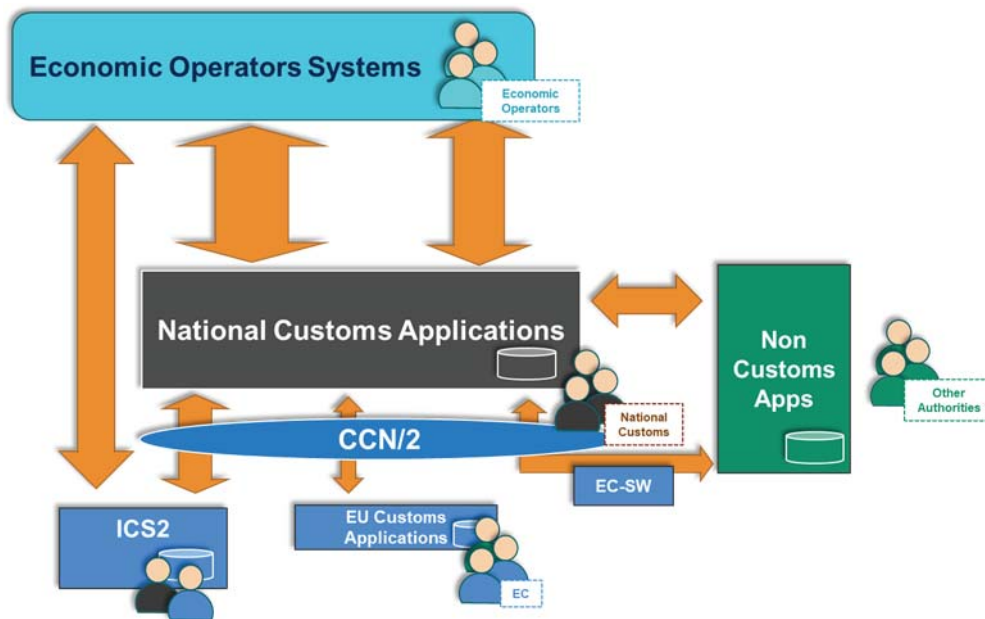 Economic Operators Systems
Economic
Operators
National Customs Applications
Non
Customs
Apps
Other
Authorities
National
Customs
CCN/2
EC-SW
ICS2
EU Customs
Applications
EC